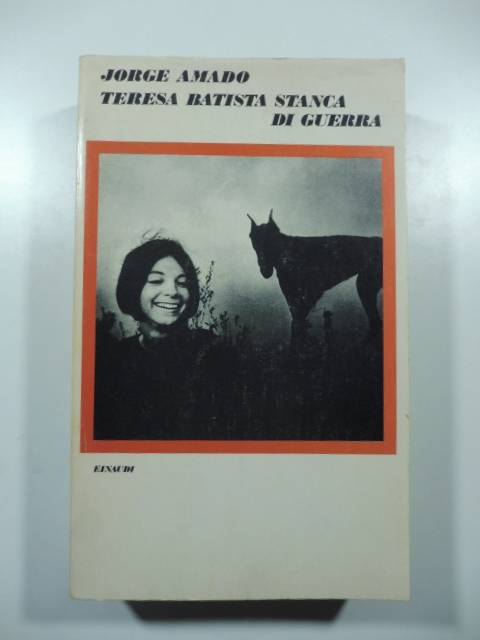 JORGE AMADO
TERESA BATISTA STANCA
DI GUERRA
EINAUDI